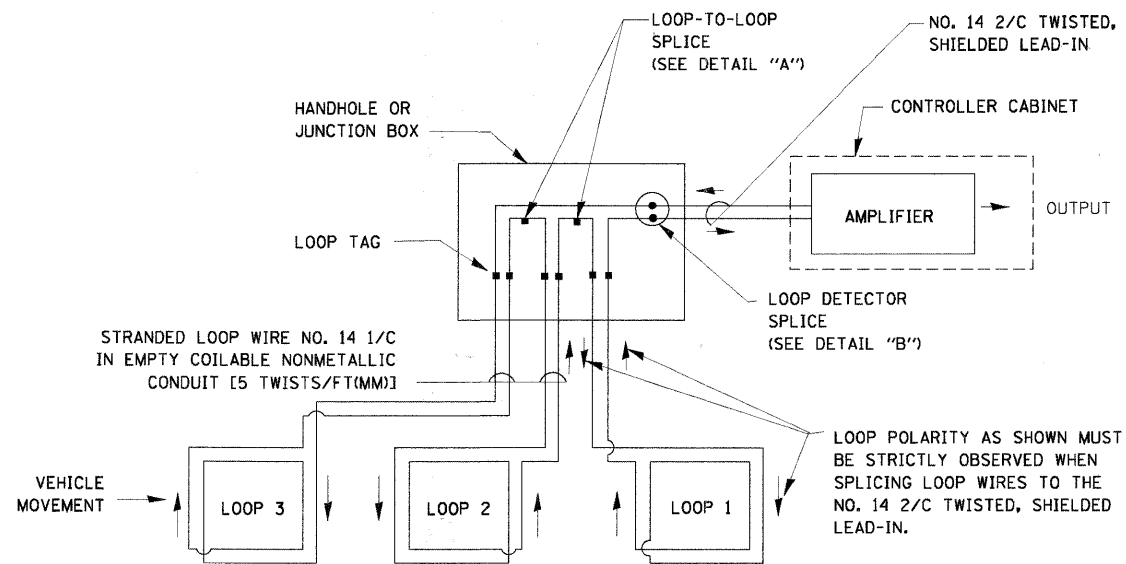 LOOP-TO-LOOP
SPLICE
(SEE DETAIL "A")
NO. 14 2/C TWISTED,
SHIELDED LEAD-IN
HANDHOLE OR
JUNCTION BOX
CONTROLLER CABINET
AMPLIFIER
OUTPUT
LOOP TAG
LOOP DETECTOR
SPLICE
(SEE DETAIL "B")
STRANDED LOOP WIRE NO. 14 1/C
IN EMPTY COILABLE NONMETALLIC
CONDUIT [5 TWISTS/FT(MM)]
LOOP POLARITY AS SHOWN MUST
BE STRICTLY OBSERVED WHEN
SPLICING LOOP WIRES TO THE
NO. 14 2/C TWISTED, SHIELDED
LEAD-IN.
VEHICLE
MOVEMENT
LOOP 3
LOOP 2
LOOP 1